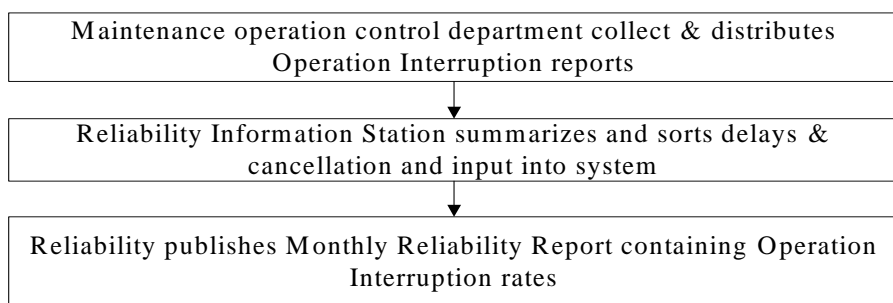 Maintenance operation control department collect & distributes
Operation Interruption reports
Reliability Information Station summarizes and sorts delays &
cancellation and input into system
Reliability publishes Monthly Reliability Report containing Operation
Interruption rates